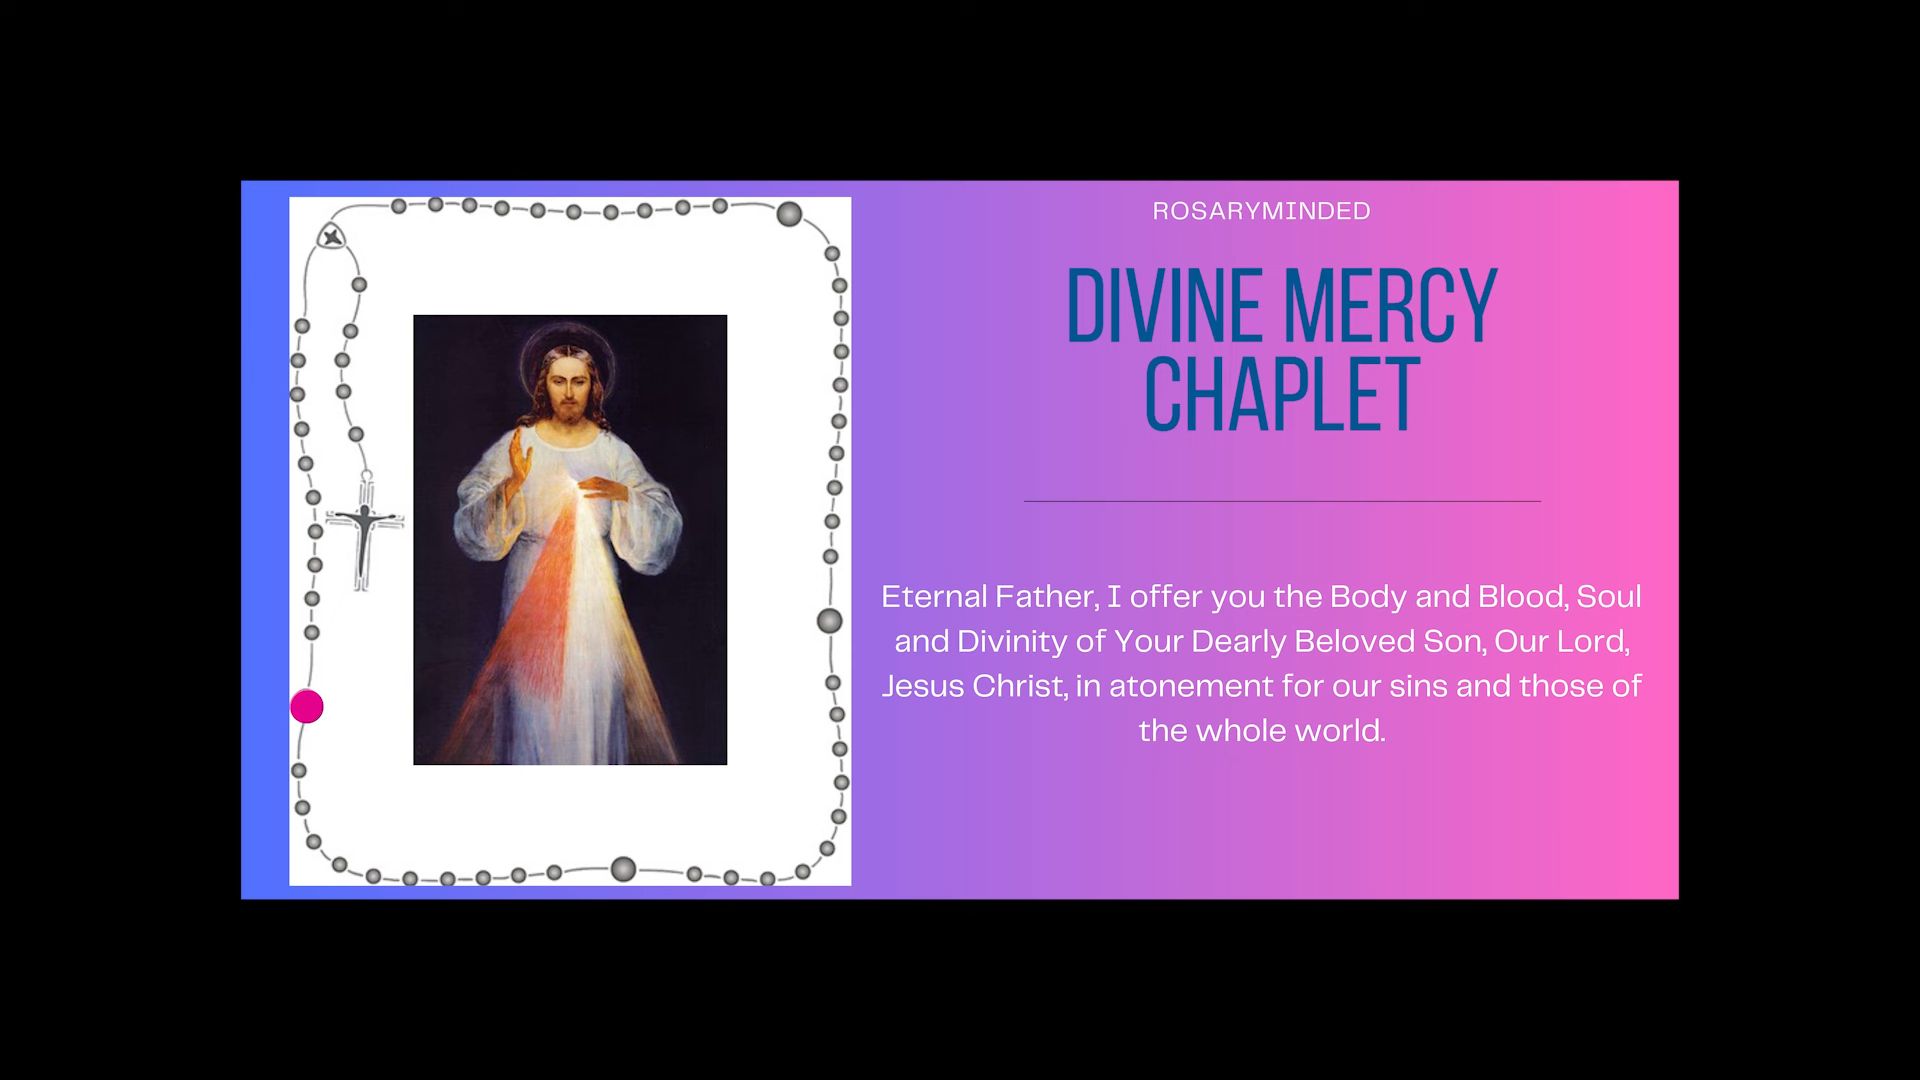 ROSARYMINDED
DIVINE MERCY
CHAPLET
Eternal Father, I offer you the Body and Blood, Soul
and Divinity of Your Dearly Beloved Son, Our Lord,
Jesus Christ, in atonement for our sins and those of
the whole world.